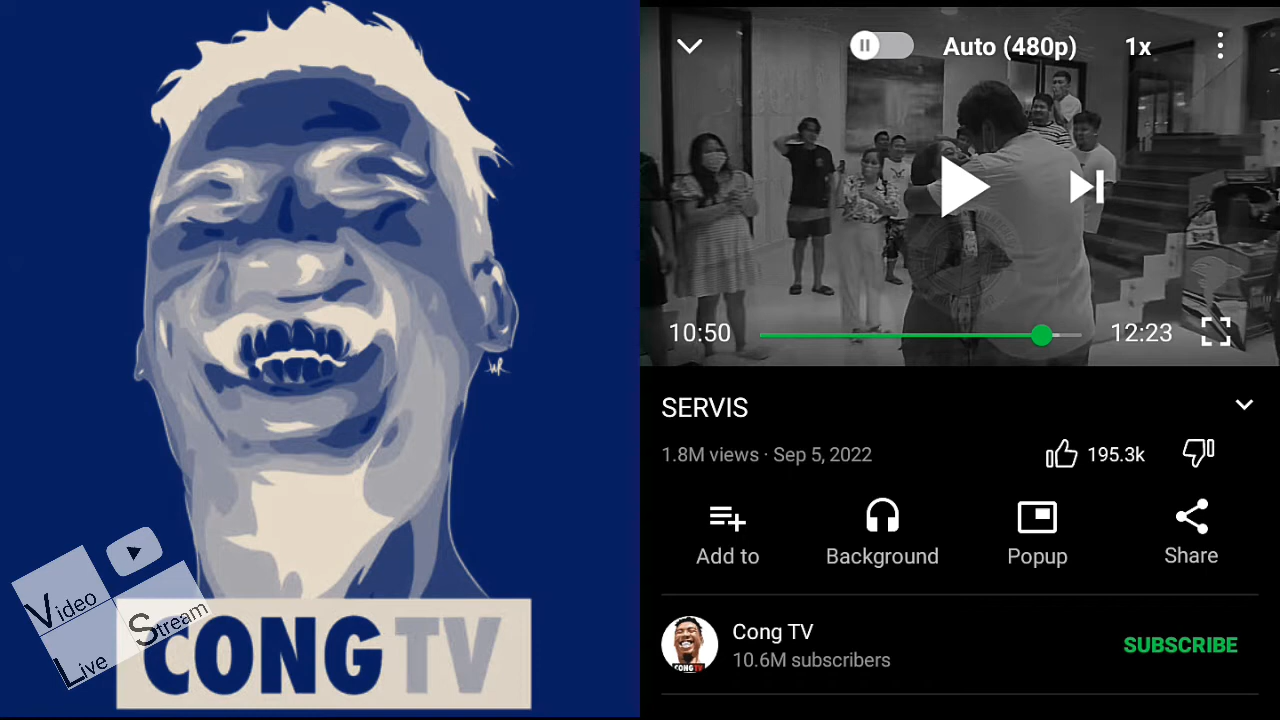 Video
Stream
Live
CONG TV
Auto (480p)
1x
10:50
12:23
SERVIS
1.8M views · Sep 5, 2022
195.3k
Add to
Background
Popup
Share
Cong TV
10.6M subscribers
SUBSCRIBE
CONGTV